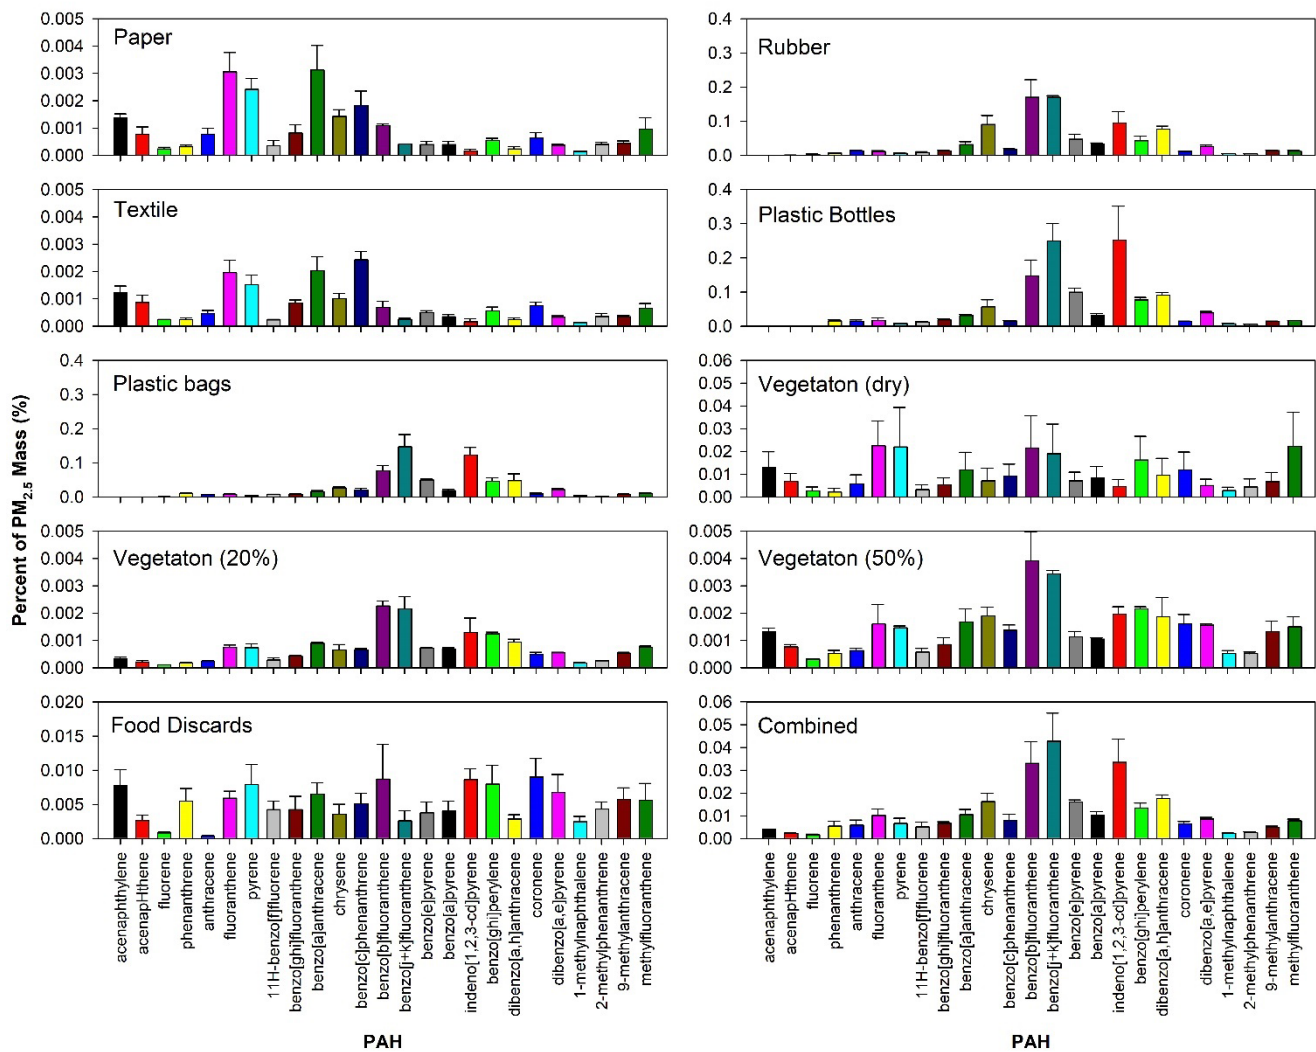 Percent of PM2.5 Mass (%)
Paper
0.005
0.004
0.003
0.002
0.001
0.000
Rubber
0.4
0.3
0.2
0.1
0.0
Textile
0.005
0.004
0.003
0.002
0.001
0.000
Plastic Bottles
0.4
0.3
0.2
0.1
0.0
Plastic bags
0.4
0.3
0.2
0.1
0.0
Vegetaton (dry)
0.06
0.05
0.04
0.03
0.02
0.01
0.00
Vegetaton (20%)
0.005
0.004
0.003
0.002
0.001
0.000
Vegetaton (50%)
0.005
0.004
0.003
0.002
0.001
0.000
Food Discards
0.020
0.015
0.010
0.005
0.000
Combined
0.06
0.05
0.04
0.03
0.02
0.01
0.00
acenaphthylene
acenapHthene
fluorene
phenanthrene
anthracene
fluoranthene
pyrene
11H-benzo[f]fluorene
benzo[ghi]fluoranthene
benzo[a]anthracene
chrysene
benzo[c]phenanthrene
benzo[b]fluoranthene
benzo[j+k]fluoranthene
benzo[e]pyrene
benzo[a]pyrene
indeno[1,2,3-cd]pyrene
benzo[ghi]perylene
dibenzo[a,h]anthracene
coronene
dibenzo[a,e]pyrene
1-methylnaphthalene
2-methylphenanthrene
9-methylanthracene
methylfluoranthene
PAH
acenaphthylene
acenapHthene
fluorene
phenanthrene
anthracene
fluoranthene
pyrene
11H-benzo[f]fluorene
benzo[ghi]fluoranthene
benzo[a]anthracene
chrysene
benzo[c]phenanthrene
benzo[b]fluoranthene
benzo[j+k]fluoranthene
benzo[e]pyrene
benzo[a]pyrene
indeno[1,2,3-cd]pyrene
benzo[ghi]perylene
dibenzo[a,h]anthracene
coronene
dibenzo[a,e]pyrene
1-methylnaphthalene
2-methylphenanthrene
9-methylanthracene
methylfluoranthene
PAH